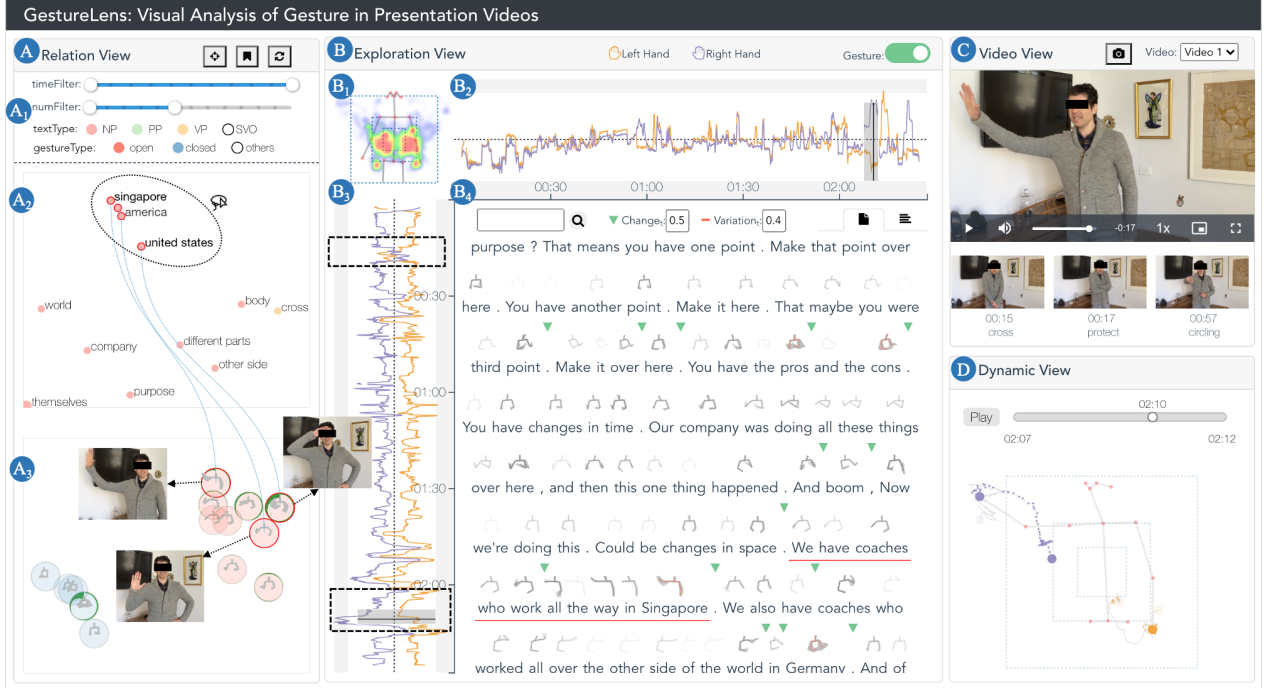 GestureLens: Visual Analysis of Gesture in Presentation Videos
A Relation View
timeFilter:
A1 numFilter:
textType: NP PP VP SVO
gestureType: open closed others
A2
singapore
america
united states
world
body
cross
company
different parts
other side
purpose
themselves
A3
B Exploration View
Left Hand Right Hand
Gesture:
B1
B2
00:30 01:00 01:30 02:00
B3
00:30
01:00
01:30
02:00
B4
Changet: 0.5 Variationt: 0.4
purpose ? That means you have one point . Make that point over
here . You have another point . Make it here . That maybe you were
third point . Make it over here . You have the pros and the cons .
You have changes in time . Our company was doing all these things
over here , and then this one thing happened . And boom , Now
we're doing this . Could be changes in space . We have coaches
who work all the way in Singapore . We also have coaches who
worked all over the other side of the world in Germany . And of
C Video View
Video: Video 1
-0:17 1x
00:15 00:17 00:57
cross protect circling
D Dynamic View
Play
02:10
02:07 02:12